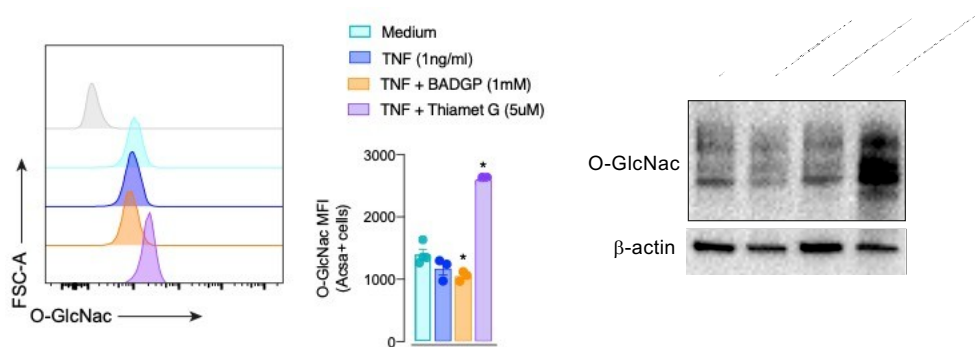 Medium
TNF (1ng/ml)
TNF + BADGP (1mM)
TNF + Thiamet G (5uM)
FSC-A
O-GlcNac
O-GlcNac MFI
(Acsa+ cells)
3000
2000
1000
0
*
*
O-GlcNac
β-actin